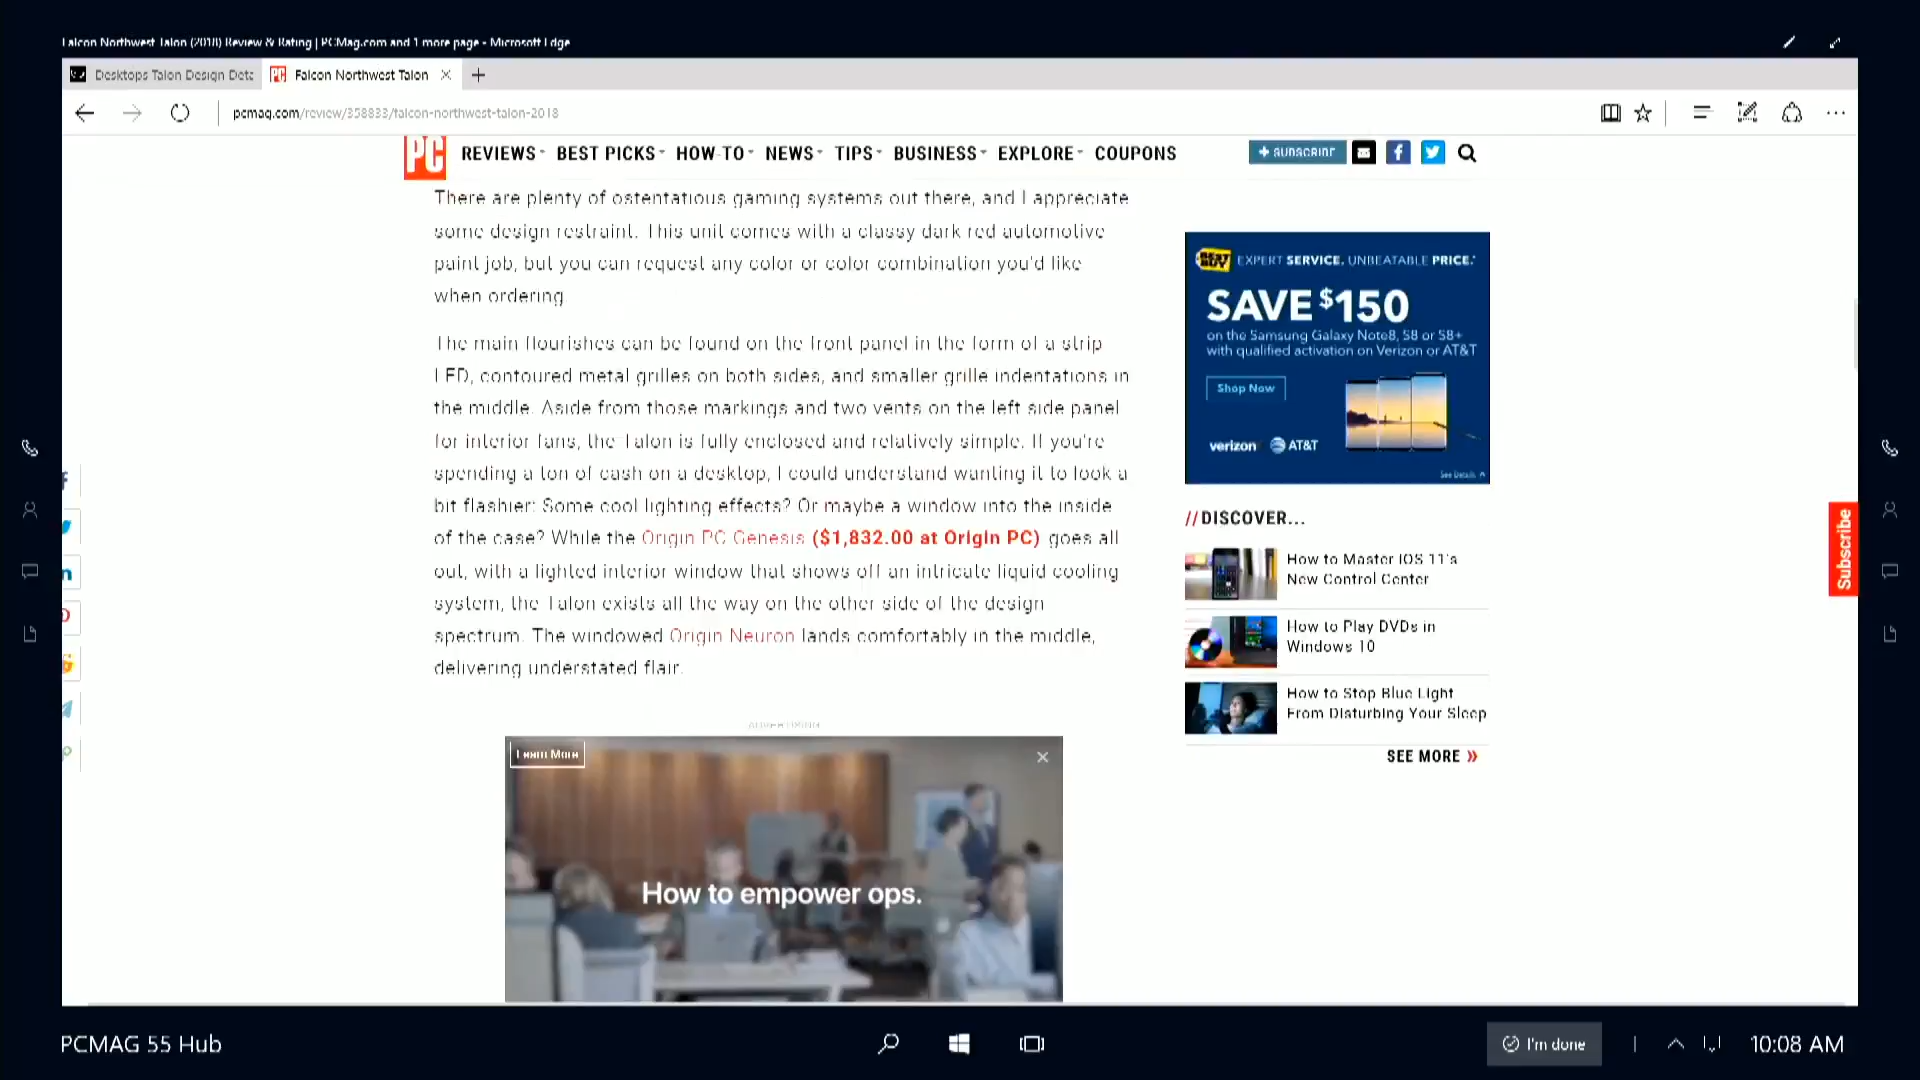 Falcon Northwest Talon (2018) Review & Rating | PCMag.com and 1 more page - Microsoft Edge
Desktops Talon Design Deta
PC Falcon Northwest Talon
pcmag.com/review/358833/falcon-northwest-talon-2018
PC REVIEWS BEST PICKS HOW-TO NEWS TIPS BUSINESS EXPLORE COUPONS
+ SUBSCRIBE
There are plenty of ostentatious gaming systems out there, and I appreciate
some design restraint. This unit comes with a classy dark red automotive
paint job, but you can request any color or color combination you'd like
when ordering.
The main flourishes can be found on the front panel in the form of a strip
LED, contoured metal grilles on both sides, and smaller grille indentations in
the middle. Aside from those markings and two vents on the left side panel
for interior fans, the Talon is fully enclosed and relatively simple. If you're
spending a ton of cash on a desktop, I could understand wanting it to look a
bit flashier: Some cool lighting effects? Or maybe a window into the inside
of the case? While the Origin PC Genesis ($1,832.00 at Origin PC) goes all
out, with a lighted interior window that shows off an intricate liquid cooling
system, the Talon exists all the way on the other side of the design
spectrum. The windowed Origin Neuron lands comfortably in the middle,
delivering understated flair.
ADVERTISING
Learn More
How to empower ops.
BEST BUY EXPERT SERVICE. UNBEATABLE PRICE.
SAVE $150
on the Samsung Galaxy Note8, S8 or S8+
with qualified activation on Verizon or AT&T
Shop Now
verizon AT&T
See Details
//DISCOVER...
How to Master iOS 11's
New Control Center
How to Play DVDs in
Windows 10
How to Stop Blue Light
From Disturbing Your Sleep
SEE MORE »
Subscribe
PCMAG 55 Hub
I'm done
10:08 AM